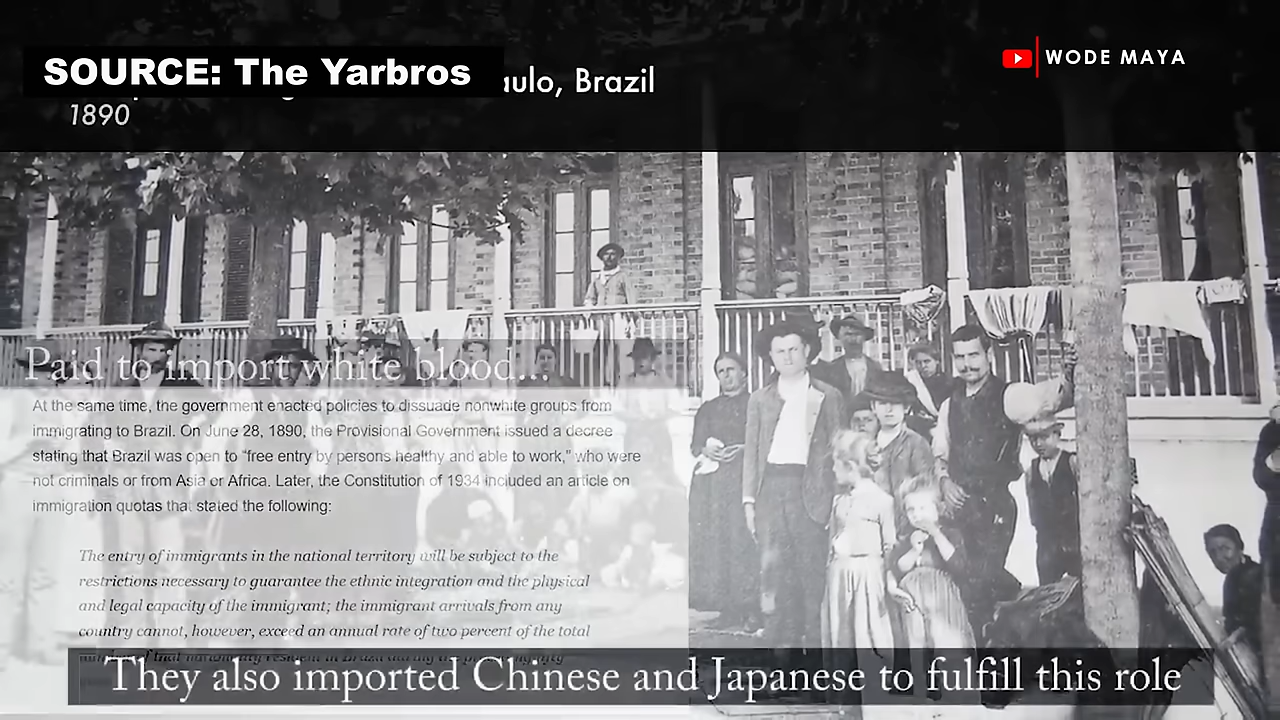 SOURCE: The Yarbros
aulo, Brazil
1890
WODE MAYA
Paid to import white blood...
At the same time, the government enacted policies to dissuade nonwhite groups from
immigrating to Brazil. On June 28, 1890, the Provisional Government issued a decree
stating that Brazil was open to “free entry by persons healthy and able to work,” who were
not criminals or from Asia or Africa. Later, the Constitution of 1934 included an article on
immigration quotas that stated the following:
The entry of immigrants in the national territory will be subject to the
restrictions necessary to guarantee the ethnic integration and the physical
and legal capacity of the immigrant; the immigrant arrivals from any
country cannot, however, exceed an annual rate of two percent of the total
They also imported Chinese and Japanese to fulfill this role